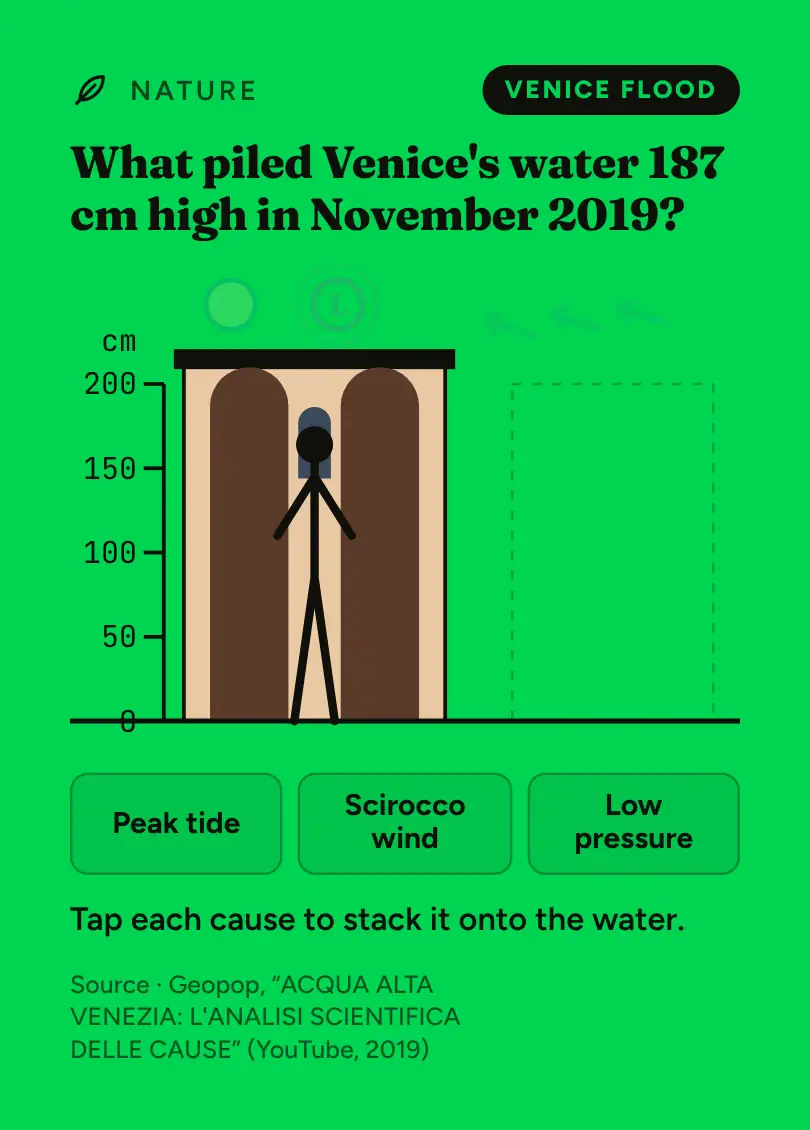 NATURE
VENICE FLOOD
What piled Venice's water 187
cm high in November 2019?
L
cm
200
150
100
50
0
Peak tide
Scirocco
wind
Low
pressure
Tap each cause to stack it onto the water.
Source · Geopop, “ACQUA ALTA
VENEZIA: L'ANALISI SCIENTIFICA
DELLE CAUSE” (YouTube, 2019)